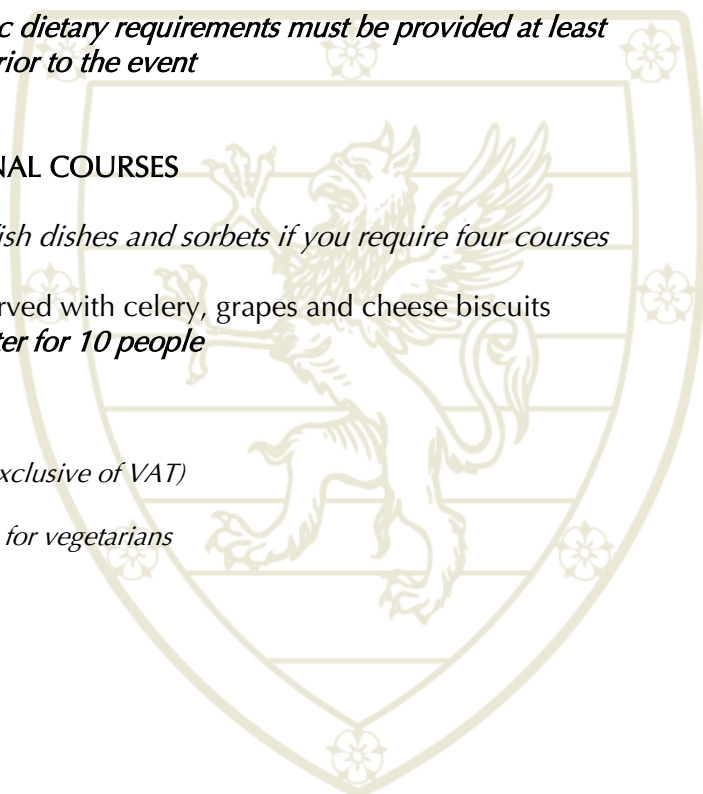 c dietary requirements must be provided at least
rior to the event
NAL COURSES
ish dishes and sorbets if you require four courses
rved with celery, grapes and cheese biscuits
ter for 10 people
xclusive of VAT)
for vegetarians